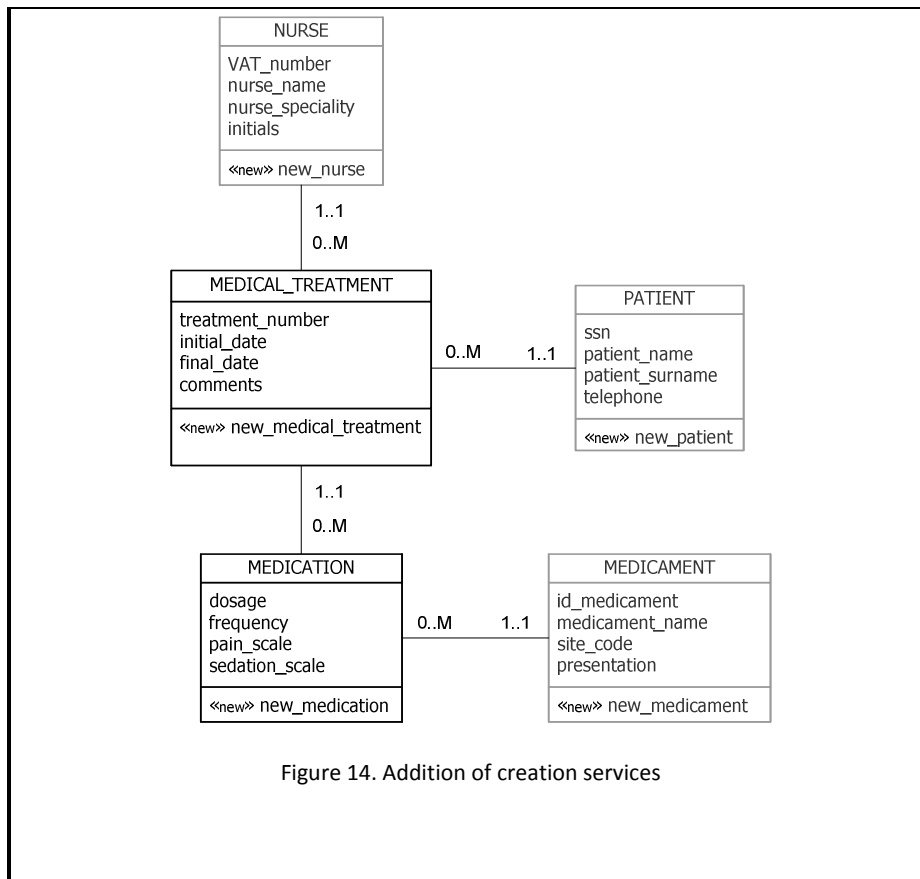 NURSE
VAT_number
nurse_name
nurse_speciality
initials
«new» new_nurse
1..1
0..M
MEDICAL_TREATMENT
treatment_number
initial_date
final_date
comments
«new» new_medical_treatment
0..M 1..1
PATIENT
ssn
patient_name
patient_surname
telephone
«new» new_patient
1..1
0..M
MEDICATION
dosage
frequency
pain_scale
sedation_scale
«new» new_medication
0..M 1..1
MEDICAMENT
id_medicament
medicament_name
site_code
presentation
«new» new_medicament
Figure 14. Addition of creation services